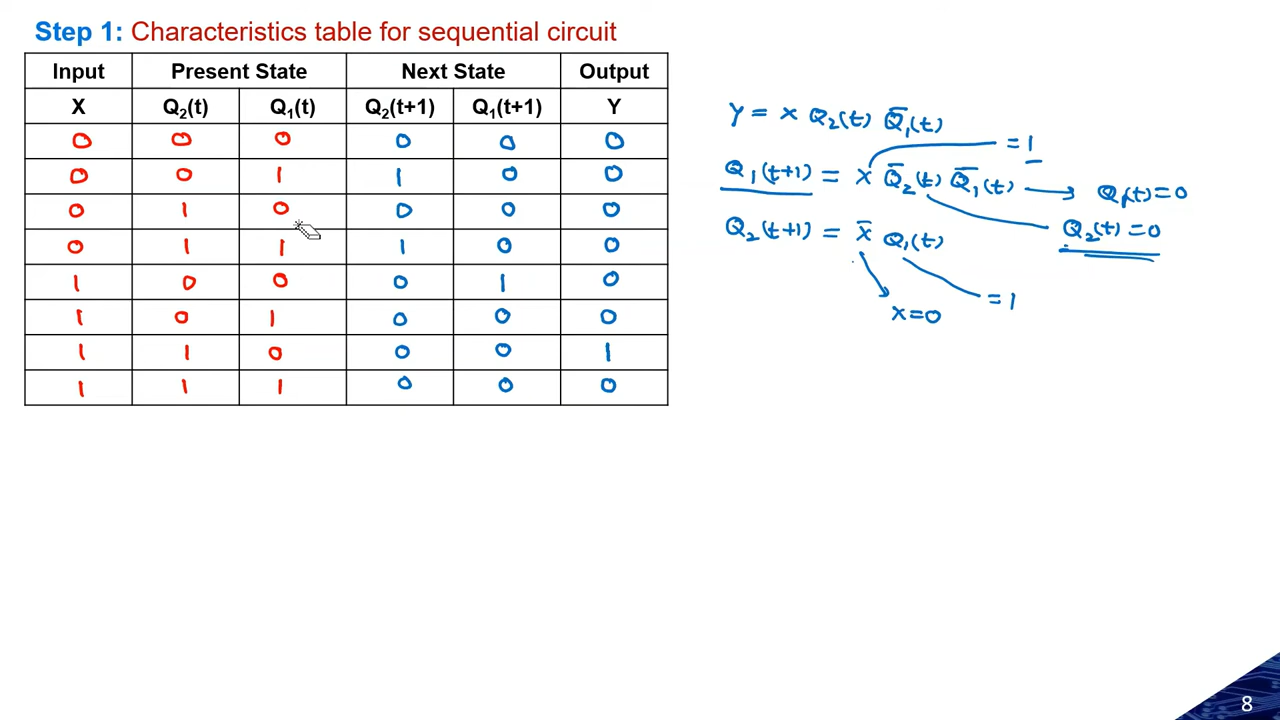 Step 1: Characteristics table for sequential circuit
Input Present State Next State Output
X Q₂(t) Q₁(t) Q₂(t+1) Q₁(t+1) Y
0 0 0 0 0 0
0 0 1 1 0 0
0 1 0 0 0 0
0 1 1 1 0 0
1 0 0 0 1 0
1 0 1 0 0 0
1 1 0 0 0 1
1 1 1 0 0 0
Y = x Q₂(t) Q̅₁(t)
= 1
Q₁(t+1) = x Q̅₂(t) Q̅₁(t) → Q₁(t)=0
Q₂(t)=0
Q₂(t+1) = x̅ Q₁(t)
= 1
x=0
8